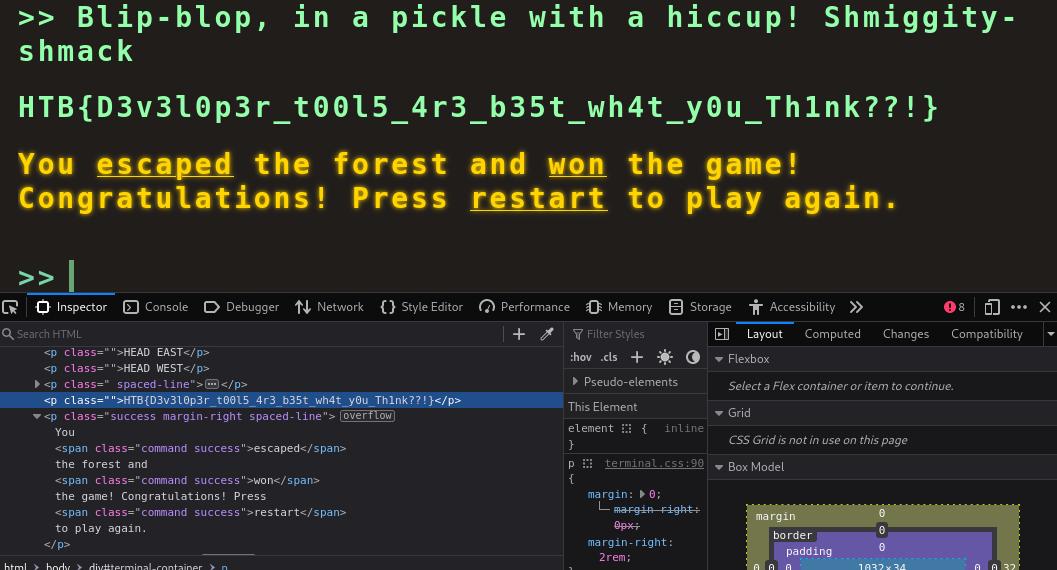 >> Blip-blop, in a pickle with a hiccup! Shmiggity-
shmack
HTB{D3v3l0p3r_t00l5_4r3_b35t_wh4t_y0u_Th1nk??!}
You escaped the forest and won the game!
Congratulations! Press restart to play again.
>>
Inspector Console Debugger Network Style Editor Performance Memory Storage Accessibility 8
Search HTML
<p class="">HEAD EAST</p>
<p class="">HEAD WEST</p>
<p class=" spaced-line"></p>
<p class="">HTB{D3v3l0p3r_t00l5_4r3_b35t_wh4t_y0u_Th1nk??!}</p>
<p class="success margin-right spaced-line"> overflow
You
<span class="command success">escaped</span>
the forest and
<span class="command success">won</span>
the game! Congratulations! Press
<span class="command success">restart</span>
to play again.
</p>
html body div#terminal-container p
Filter Styles
:hov .cls
Pseudo-elements
This Element
element { inline
}
p terminal.css:90
{
margin: 0;
margin-right:
0px;
margin-right:
2rem;
}
Layout Computed Changes Compatibility
Flexbox
Select a Flex container or item to continue.
Grid
CSS Grid is not in use on this page
Box Model
margin 0
border 0
padding 0
0 0 0 1032×34 0 0 32